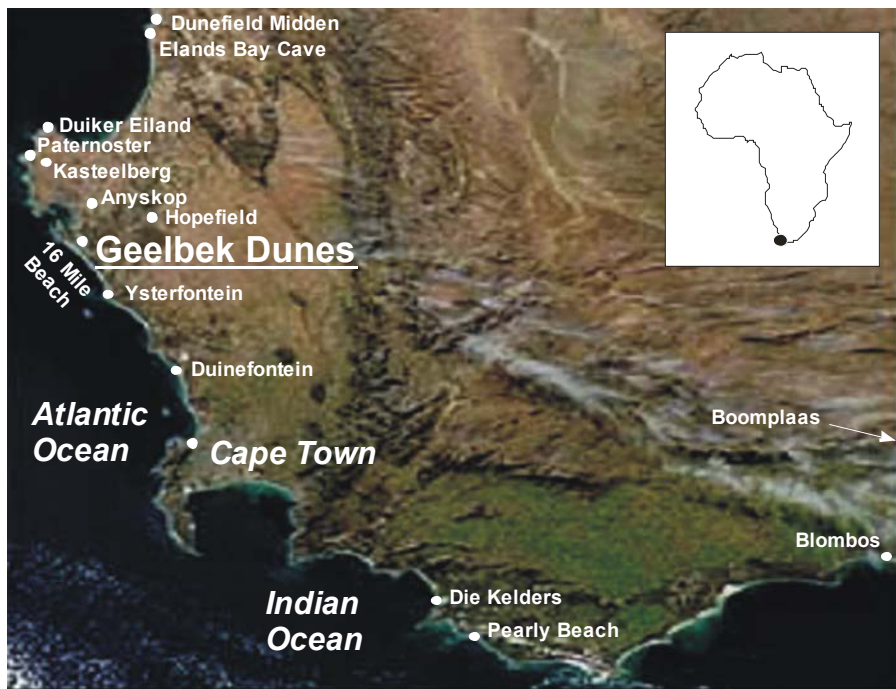 Dunefield Midden
Elands Bay Cave
Duiker Eiland
Paternoster
Kasteelberg
Anyskop
Hopefield
Geelbek Dunes
16 Mile
Beach
Ysterfontein
Duinefontein
Atlantic
Ocean
Cape Town
Boomplaas
Blombos
Indian
Ocean
Die Kelders
Pearly Beach